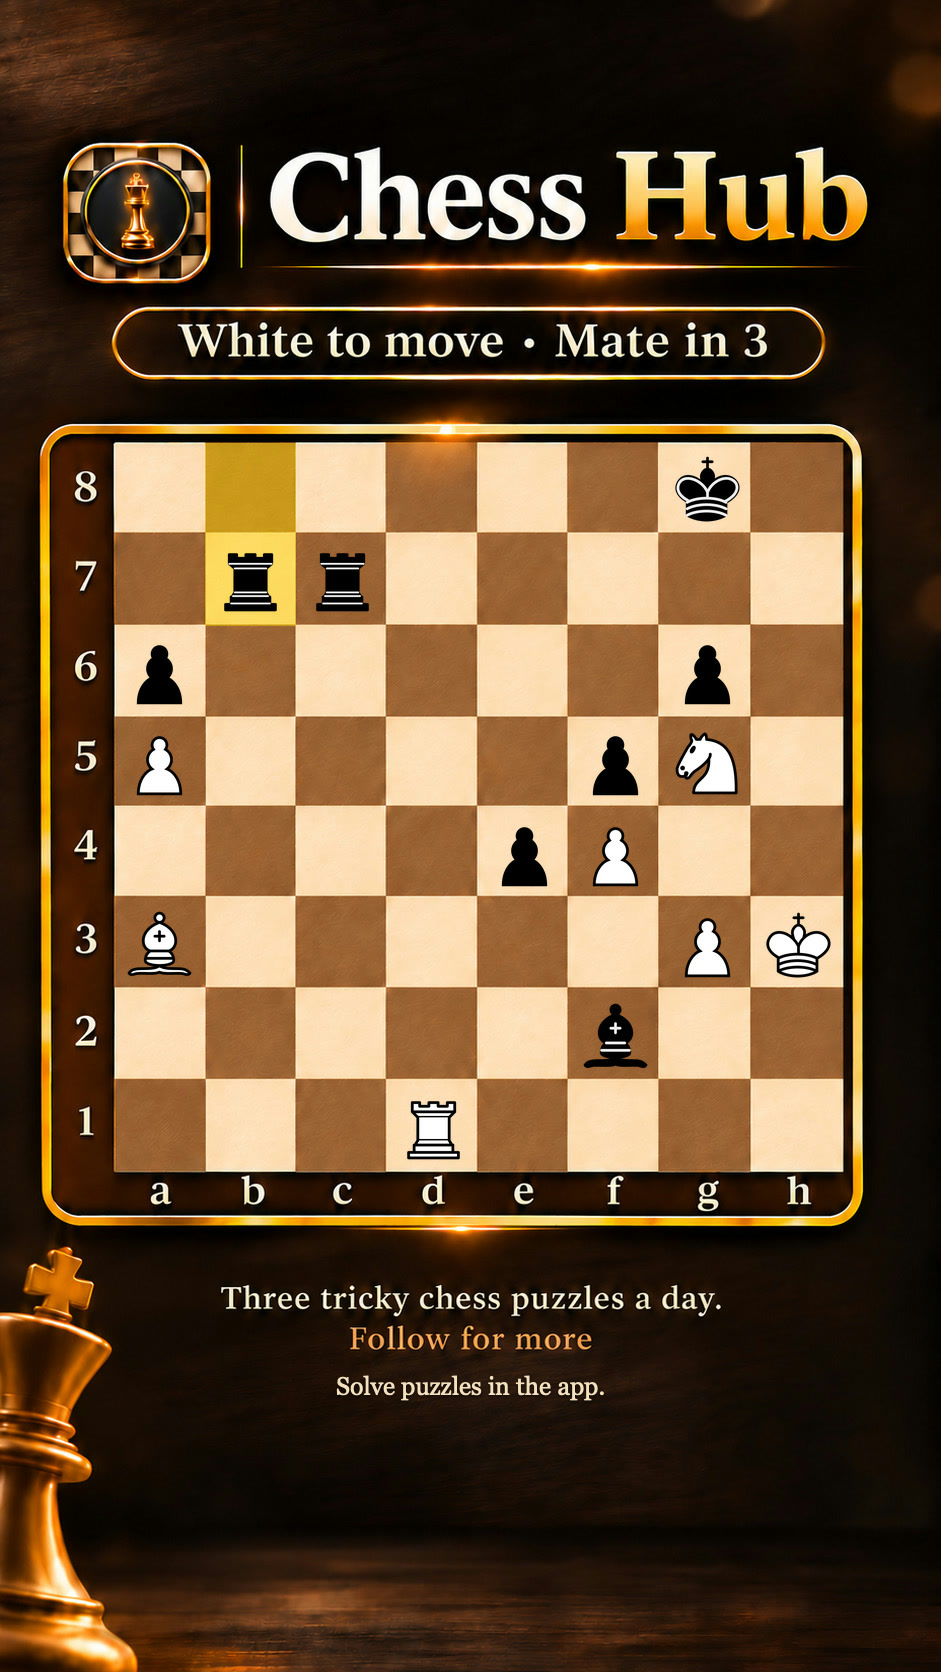 Chess Hub
White to move • Mate in 3
8
7
6
5
4
3
2
1
a b c d e f g h
Three tricky chess puzzles a day.
Follow for more
Solve puzzles in the app.